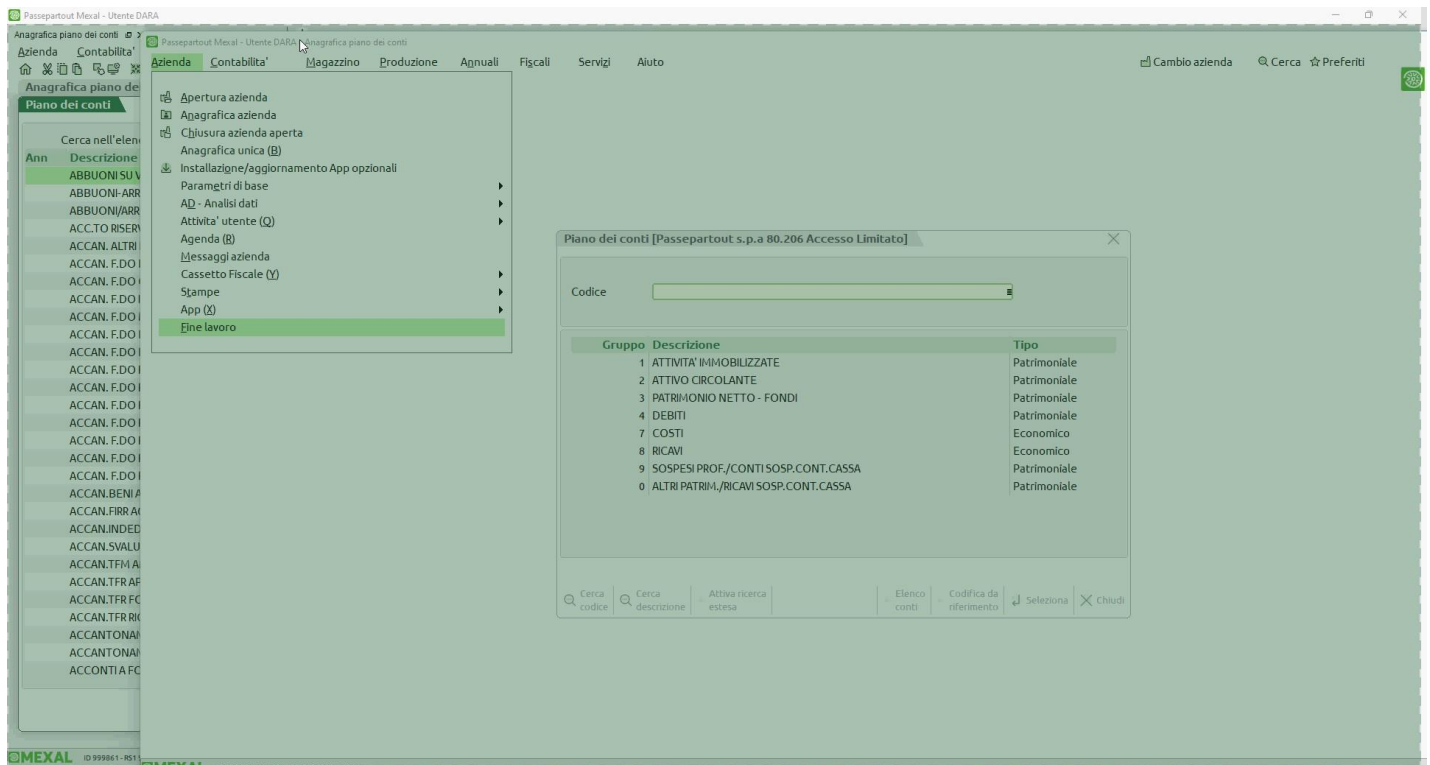 Passepartout Mexal - Utente DARA
Anagrafica piano dei conti
Azienda Contabilita'
Anagrafica piano de
Piano dei conti
Cerca nell'elen
Ann Descrizione
ABBUONI SU V
ABBUONI-ARR
ABBUONI/ARR
ACC.TO RISERV
ACCAN. ALTRI
ACCAN. F.DO
ACCAN. F.DO
ACCAN. F.DO
ACCAN. F.DO
ACCAN. F.DO
ACCAN. F.DO
ACCAN. F.DO
ACCAN. F.DO
ACCAN. F.DO
ACCAN. F.DO
ACCAN. F.DO
ACCAN. F.DO
ACCAN. F.DO
ACCAN.BENI A
ACCAN.FIRR A
ACCAN.INDED
ACCAN.SVALU
ACCAN.TFM A
ACCAN.TFR AF
ACCAN.TFR FO
ACCAN.TFR RI
ACCANTONA
ACCANTONA
ACCONTI A FO
MEXAL ID 999861 - RS1
Passepartout Mexal - Utente DARA - Anagrafica piano dei conti
Azienda Contabilita' Magazzino Produzione Annuali Fiscali Servizi Aiuto Cambio azienda Cerca Preferiti
Apertura azienda
Anagrafica azienda
Chiusura azienda aperta
Anagrafica unica (B)
Installazione/aggiornamento App opzionali
Parametri di base
AD - Analisi dati
Attivita' utente (Q)
Agenda (R)
Messaggi azienda
Cassetto Fiscale (Y)
Stampe
App (X)
Fine lavoro
Piano dei conti [Passepartout s.p.a 80.206 Accesso Limitato]
Codice
Gruppo Descrizione Tipo
1 ATTIVITA' IMMOBILIZZATE Patrimoniale
2 ATTIVO CIRCOLANTE Patrimoniale
3 PATRIMONIO NETTO - FONDI Patrimoniale
4 DEBITI Patrimoniale
7 COSTI Economico
8 RICAVI Economico
9 SOSPESI PROF./CONTI SOSP.CONT.CASSA Patrimoniale
0 ALTRI PATRIM./RICAVI SOSP.CONT.CASSA Patrimoniale
Cerca codice Cerca descrizione Attiva ricerca estesa Elenco conti Codifica da riferimento Seleziona Chiudi
MEXAL